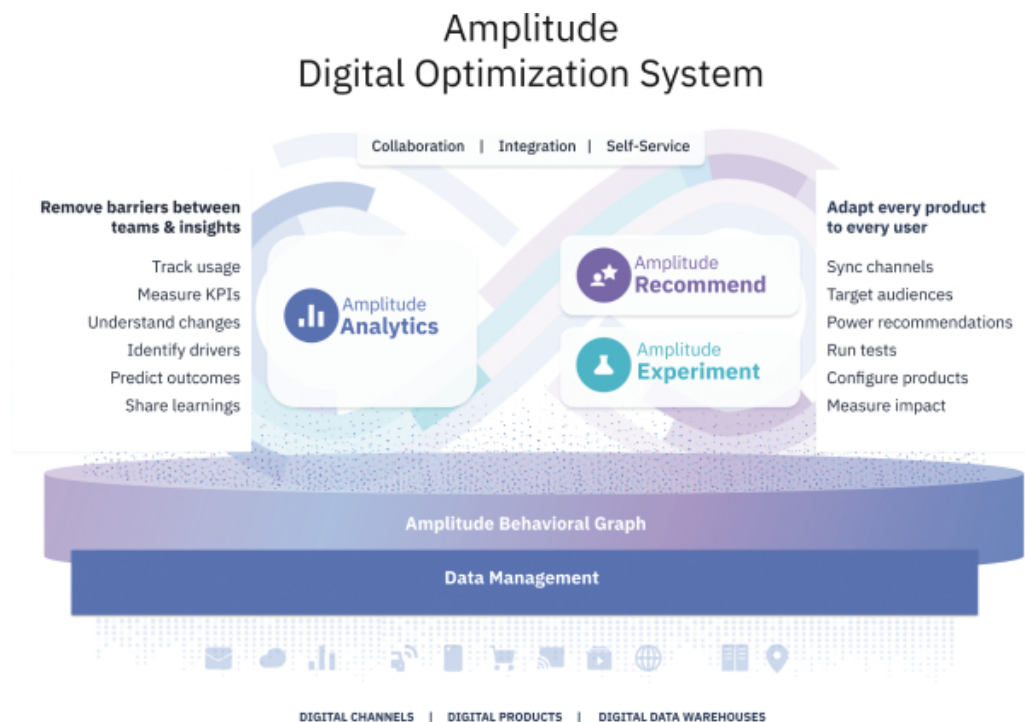 Amplitude
Digital Optimization System
Collaboration | Integration | Self-Service
Remove barriers between
teams & insights
Track usage
Measure KPIs
Understand changes
Identify drivers
Predict outcomes
Share learnings
Amplitude
Analytics
Amplitude
Recommend
Amplitude
Experiment
Adapt every product
to every user
Sync channels
Target audiences
Power recommendations
Run tests
Configure products
Measure impact
Amplitude Behavioral Graph
Data Management
DIGITAL CHANNELS | DIGITAL PRODUCTS | DIGITAL DATA WAREHOUSES